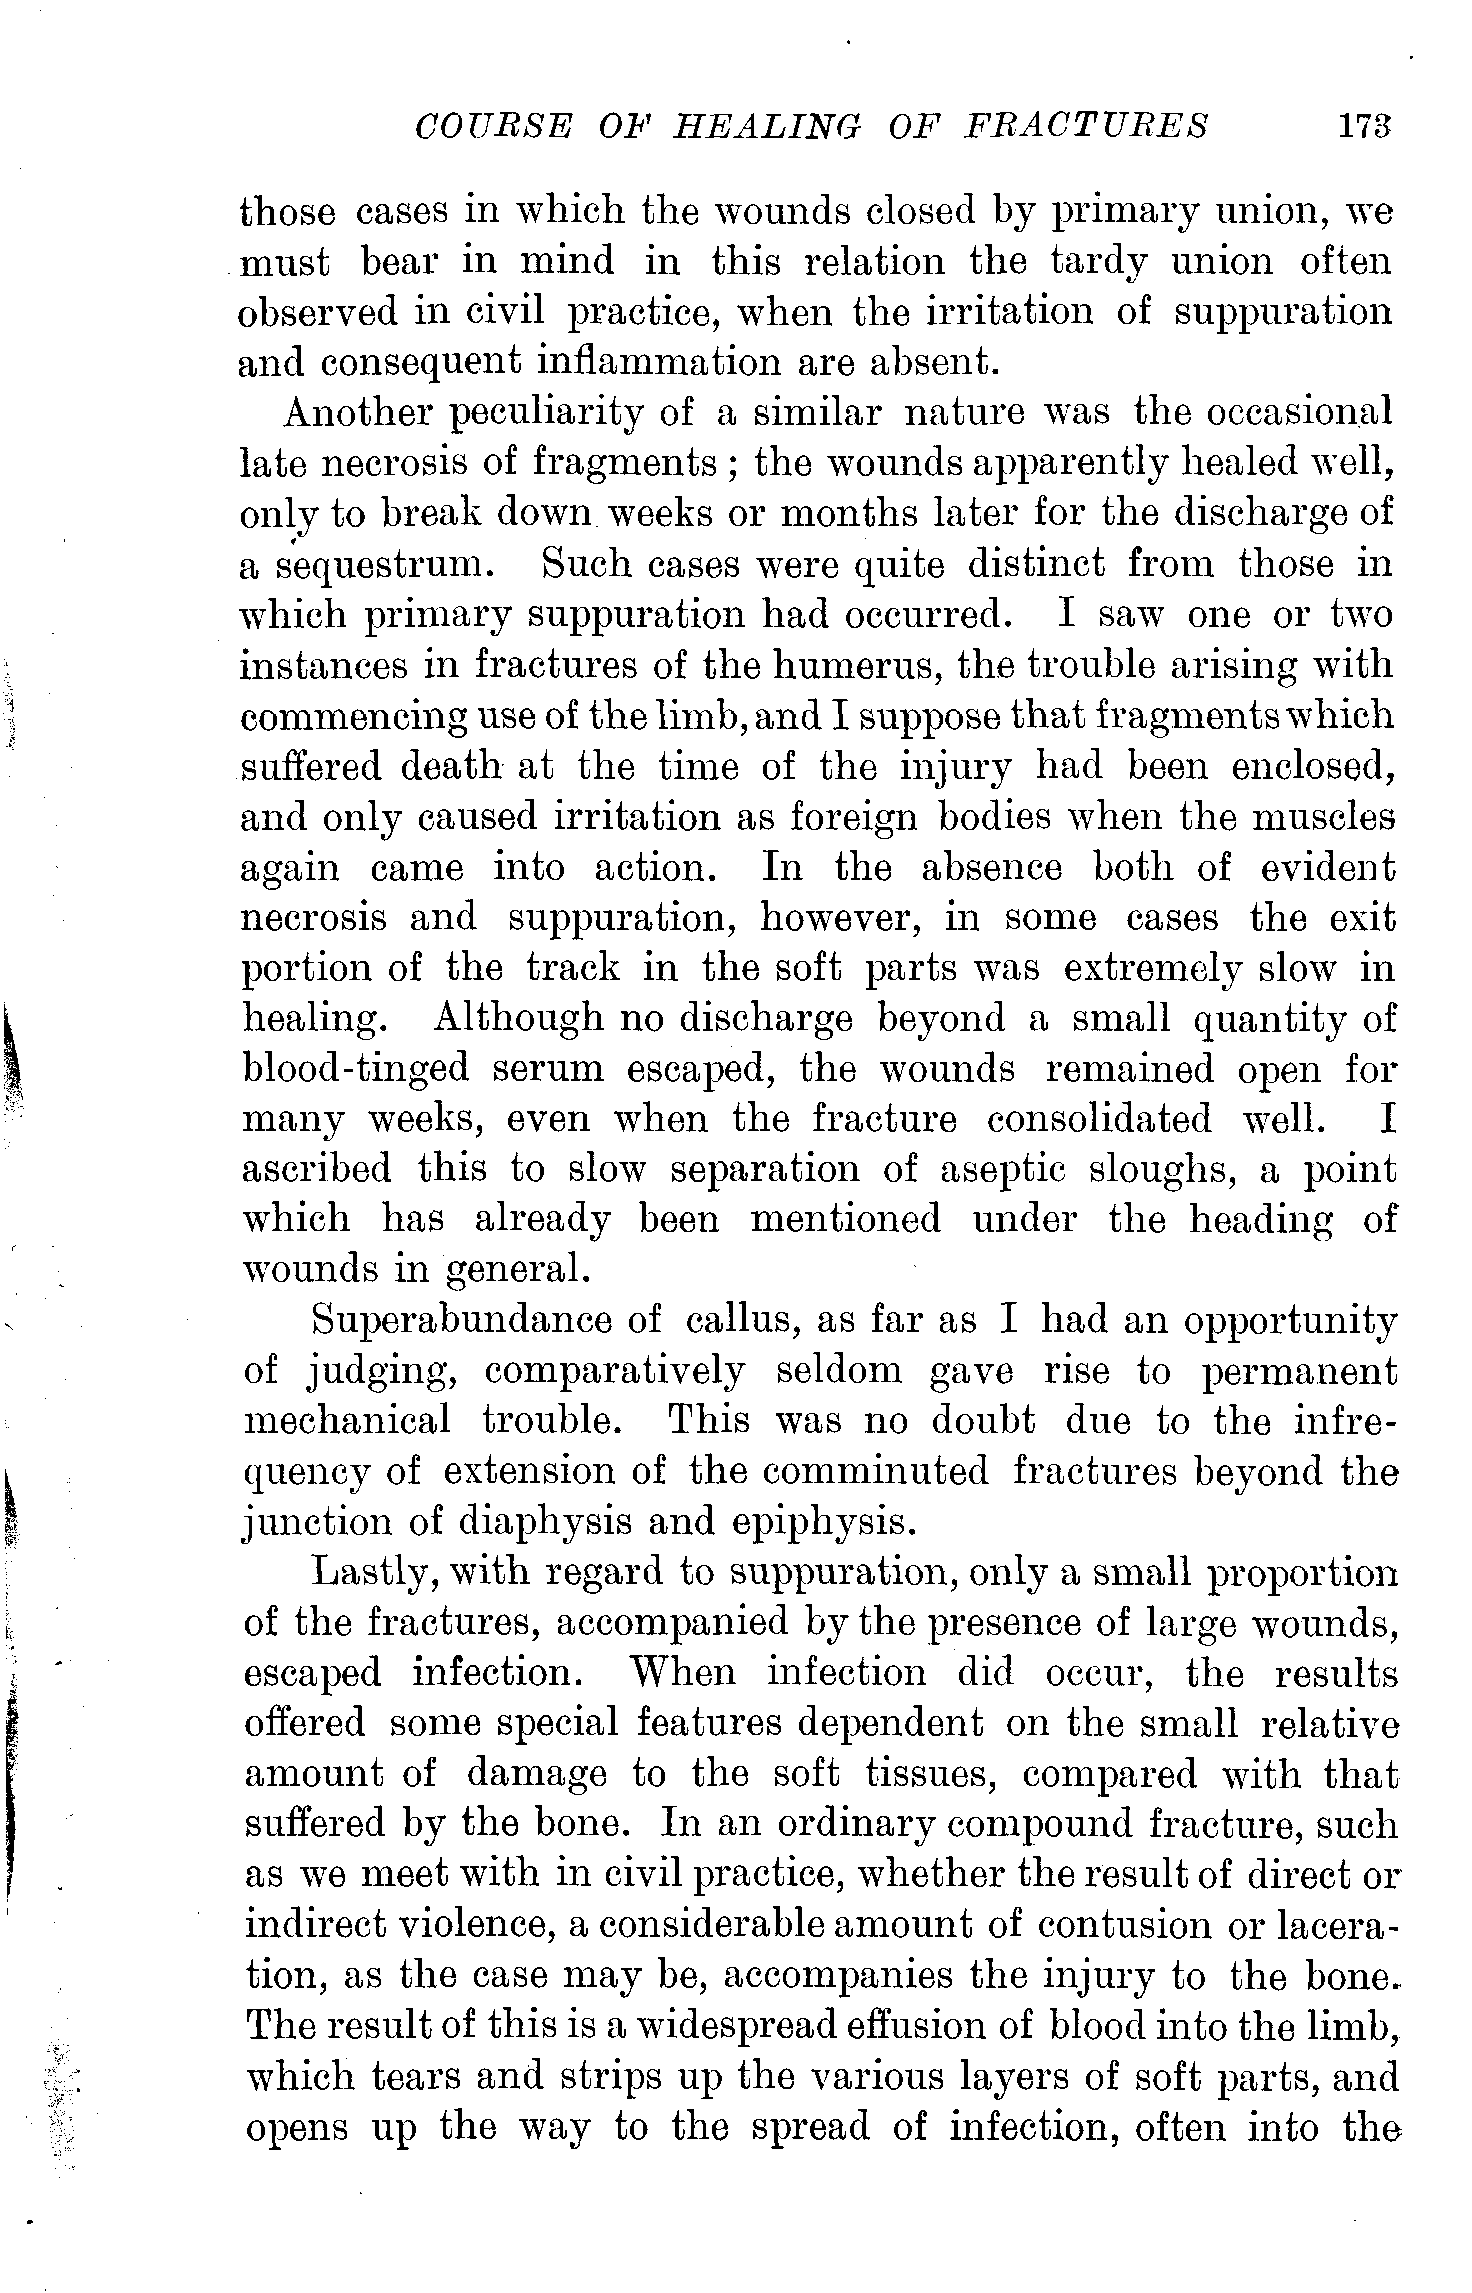 COURSE OF HEALING OF FRACTURES 173
those cases in which the wounds closed by primary union, we
must bear in mind in this relation the tardy union often
observed in civil practice, when the irritation of suppuration
and consequent inflammation are absent.
Another peculiarity of a similar nature was the occasional
late necrosis of fragments ; the wounds apparently healed well,
only to break down weeks or months later for the discharge of
a sequestrum. Such cases were quite distinct from those in
which primary suppuration had occurred. I saw one or two
instances in fractures of the humerus, the trouble arising with
commencing use of the limb, and I suppose that fragments which
suffered death at the time of the injury had been enclosed,
and only caused irritation as foreign bodies when the muscles
again came into action. In the absence both of evident
necrosis and suppuration, however, in some cases the exit
portion of the track in the soft parts was extremely slow in
healing. Although no discharge beyond a small quantity of
blood-tinged serum escaped, the wounds remained open for
many weeks, even when the fracture consolidated well. I
ascribed this to slow separation of aseptic sloughs, a point
which has already been mentioned under the heading of
wounds in general.
Superabundance of callus, as far as I had an opportunity
of judging, comparatively seldom gave rise to permanent
mechanical trouble. This was no doubt due to the infre-
quency of extension of the comminuted fractures beyond the
junction of diaphysis and epiphysis.
Lastly, with regard to suppuration, only a small proportion
of the fractures, accompanied by the presence of large wounds,
escaped infection. When infection did occur, the results
offered some special features dependent on the small relative
amount of damage to the soft tissues, compared with that
suffered by the bone. In an ordinary compound fracture, such
as we meet with in civil practice, whether the result of direct or
indirect violence, a considerable amount of contusion or lacera-
tion, as the case may be, accompanies the injury to the bone.
The result of this is a widespread effusion of blood into the limb,
which tears and strips up the various layers of soft parts, and
opens up the way to the spread of infection, often into the